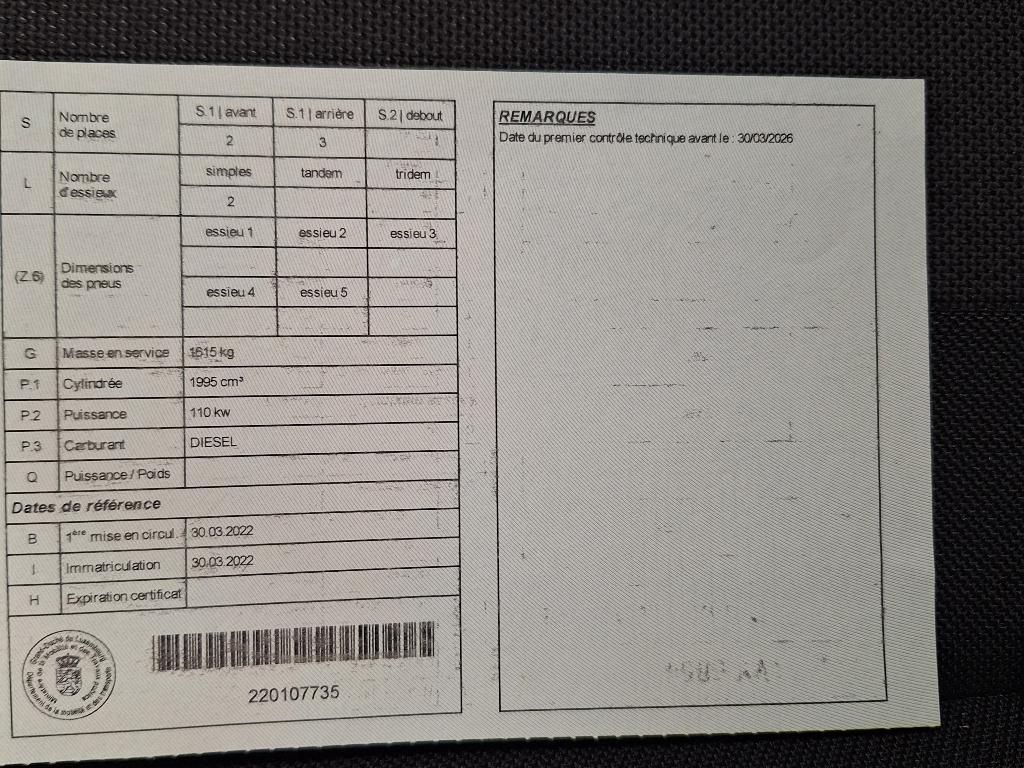 S Nombre de places S.1 | avant S.1 | arrière S.2 | debout
2 3
L Nombre d'essieux simples tandem tridem
2
(Z.6) Dimensions des pneus essieu 1 essieu 2 essieu 3
essieu 4 essieu 5
G Masse en service 1615 kg
P.1 Cylindrée 1995 cm³
P.2 Puissance 110 kw
P.3 Carburant DIESEL
Q Puissance / Poids
Dates de référence
B 1ère mise en circul. 30.03.2022
I Immatriculation 30.03.2022
H Expiration certificat
Grand-Duché de Luxembourg
220107735
REMARQUES
Date du premier contrôle technique avant le : 30/03/2026